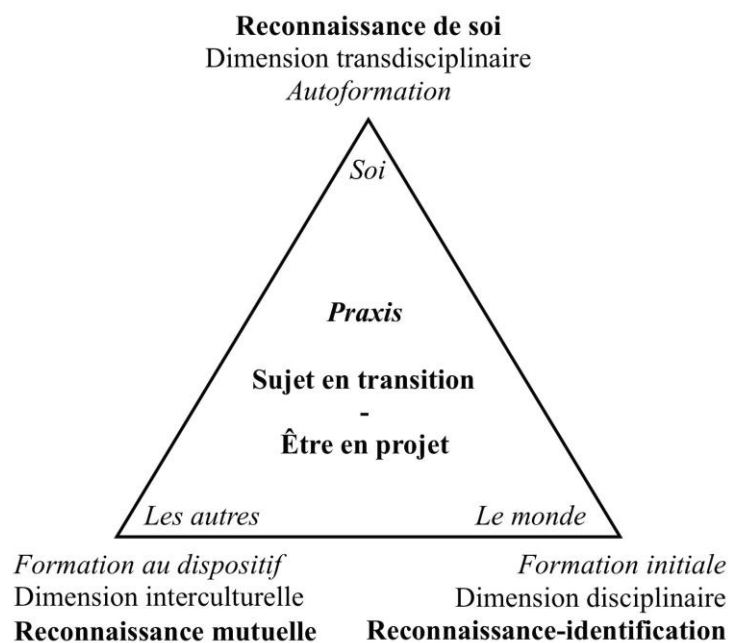 Reconnaissance de soi
Dimension transdisciplinaire
Autoformation
Soi
Praxis
Sujet en transition
-
Être en projet
Les autres
Le monde
Formation au dispositif
Dimension interculturelle
Reconnaissance mutuelle
Formation initiale
Dimension disciplinaire
Reconnaissance-identification